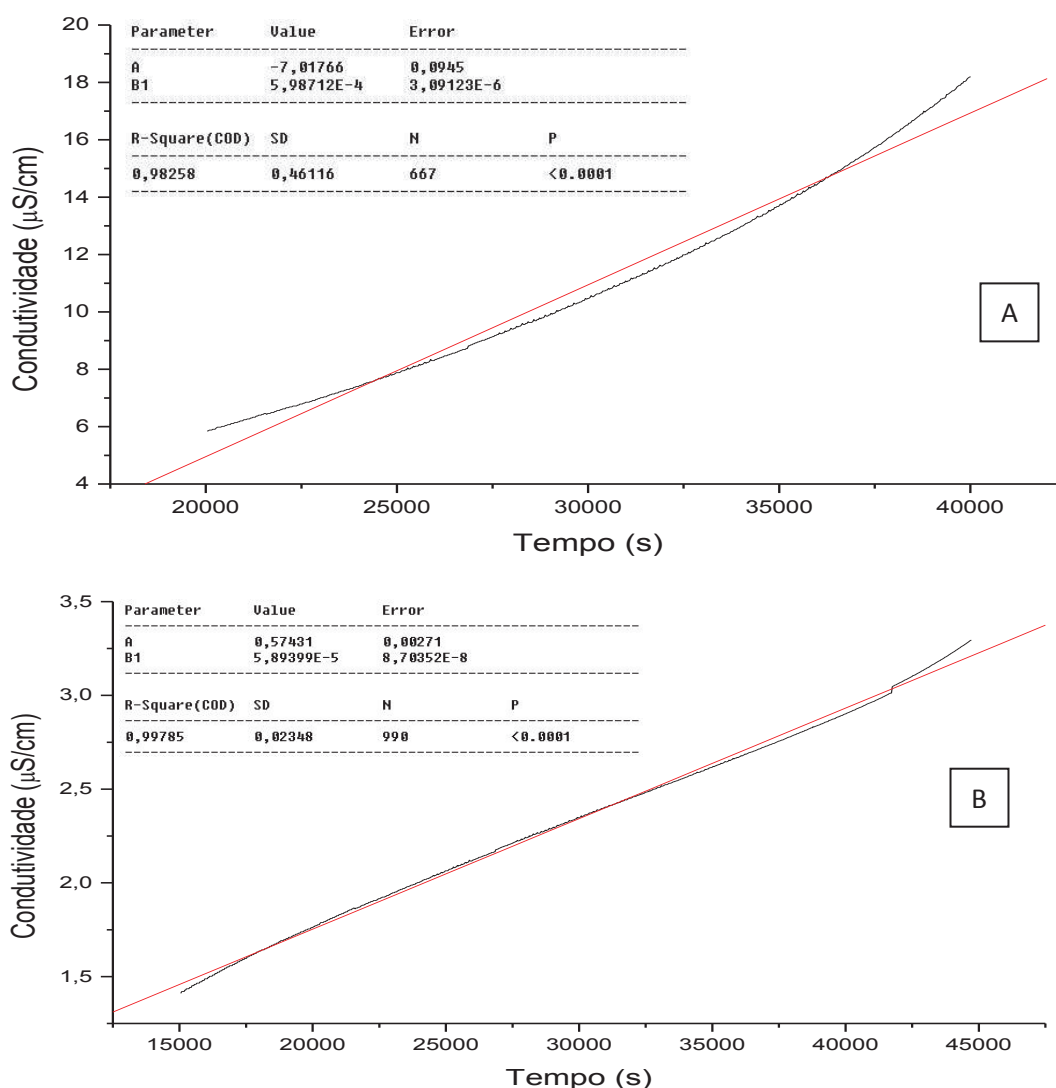 20
18
16
14
12
10
8
6
4
Condutividade (μS/cm)
Parameter Value Error
A -7,01766 0,0945
B1 5,98712E-4 3,09123E-6
R-Square(COD) SD N P
0,98258 0,46116 667 <0.0001
A
20000 25000 30000 35000 40000
Tempo (s)
3,5
3,0
2,5
2,0
1,5
Condutividade (μS/cm)
Parameter Value Error
A 0,57431 0,00271
B1 5,89399E-5 8,70352E-8
R-Square(COD) SD N P
0,99785 0,02348 990 <0.0001
B
15000 20000 25000 30000 35000 40000 45000
Tempo (s)